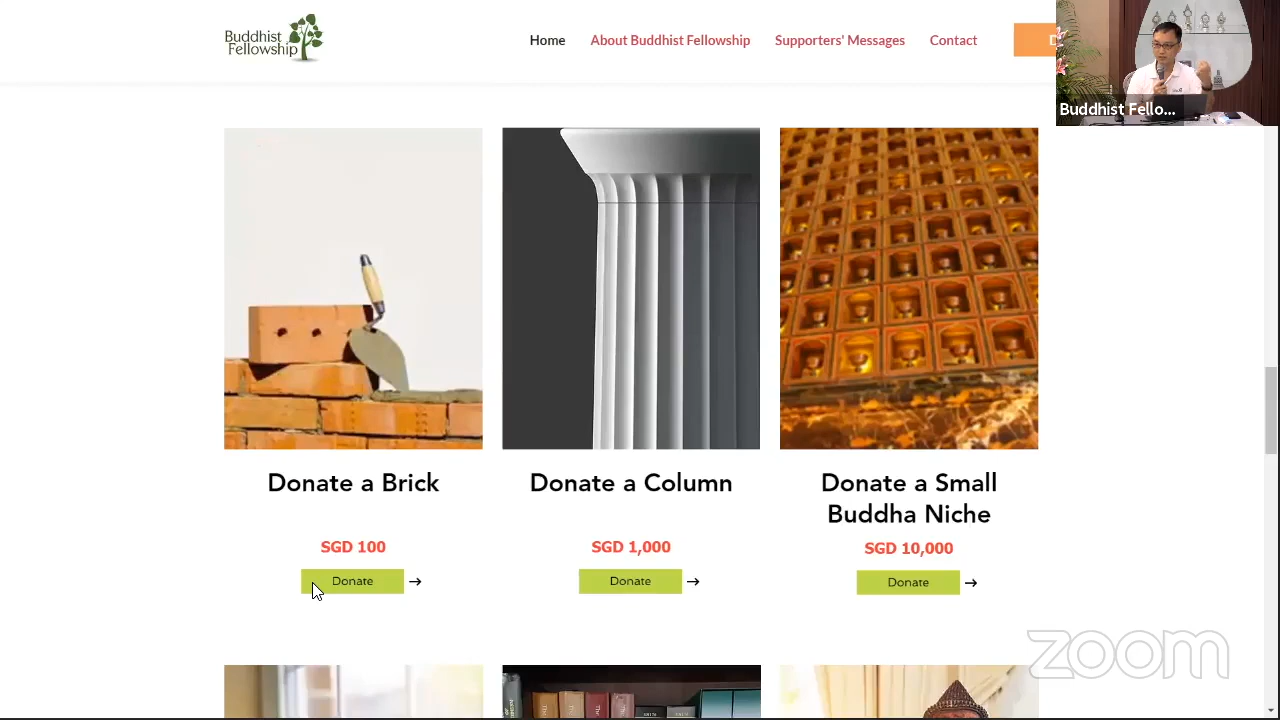 Buddhist
Fellowship
Home
About Buddhist Fellowship
Supporters' Messages
Contact
D
Buddhist Fello...
Donate a Brick
SGD 100
Donate
Donate a Column
SGD 1,000
Donate
Donate a Small
Buddha Niche
SGD 10,000
Donate
zoom